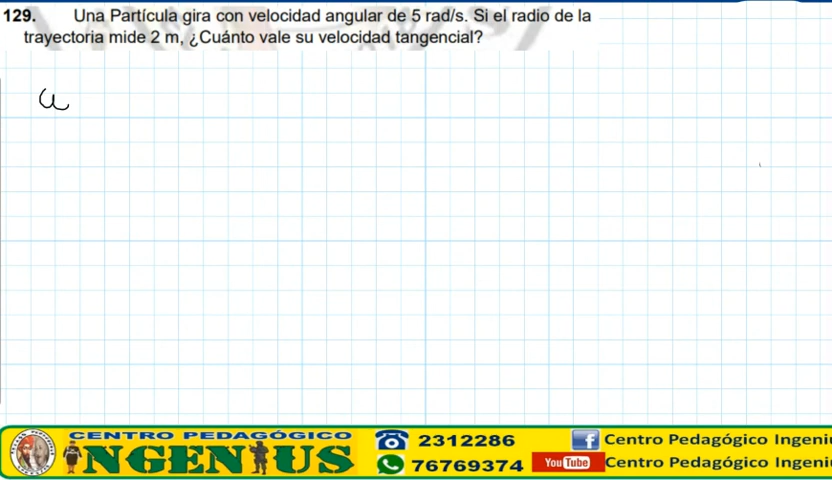 129. Una Partícula gira con velocidad angular de 5 rad/s. Si el radio de la
trayectoria mide 2 m, ¿Cuánto vale su velocidad tangencial?
ω
CENTRO PEDAGÓGICO
INGENIUS
2312286
76769374
Centro Pedagógico Ingeni
YouTube Centro Pedagógico Ingeni